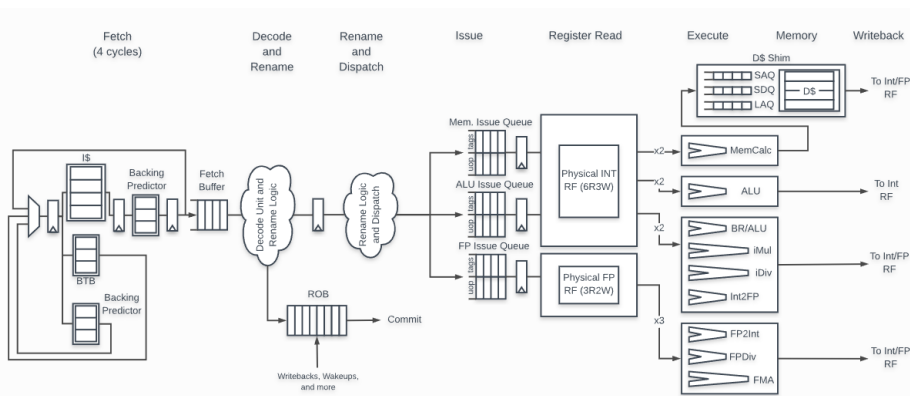 Fetch
(4 cycles)
Decode
and
Rename
Rename
and
Dispatch
Issue
Register Read
Execute
Memory
Writeback
D$ Shim
SAQ
SDQ
LAQ
D$
To Int/FP
RF
I$
Backing
Predictor
Fetch
Buffer
BTB
Backing
Predictor
Decode Unit and
Rename Logic
Rename Logic
and Dispatch
ROB
Commit
Writebacks, Wakeups,
and more
Mem. Issue Queue
uop tags
ALU Issue Queue
uop tags
FP Issue Queue
uop tags
Physical INT
RF (6R3W)
Physical FP
RF (3R2W)
x2
x2
x2
x3
MemCalc
ALU
To Int
RF
BR/ALU
iMul
iDiv
Int2FP
To Int/FP
RF
FP2Int
FPDiv
FMA
To Int/FP
RF